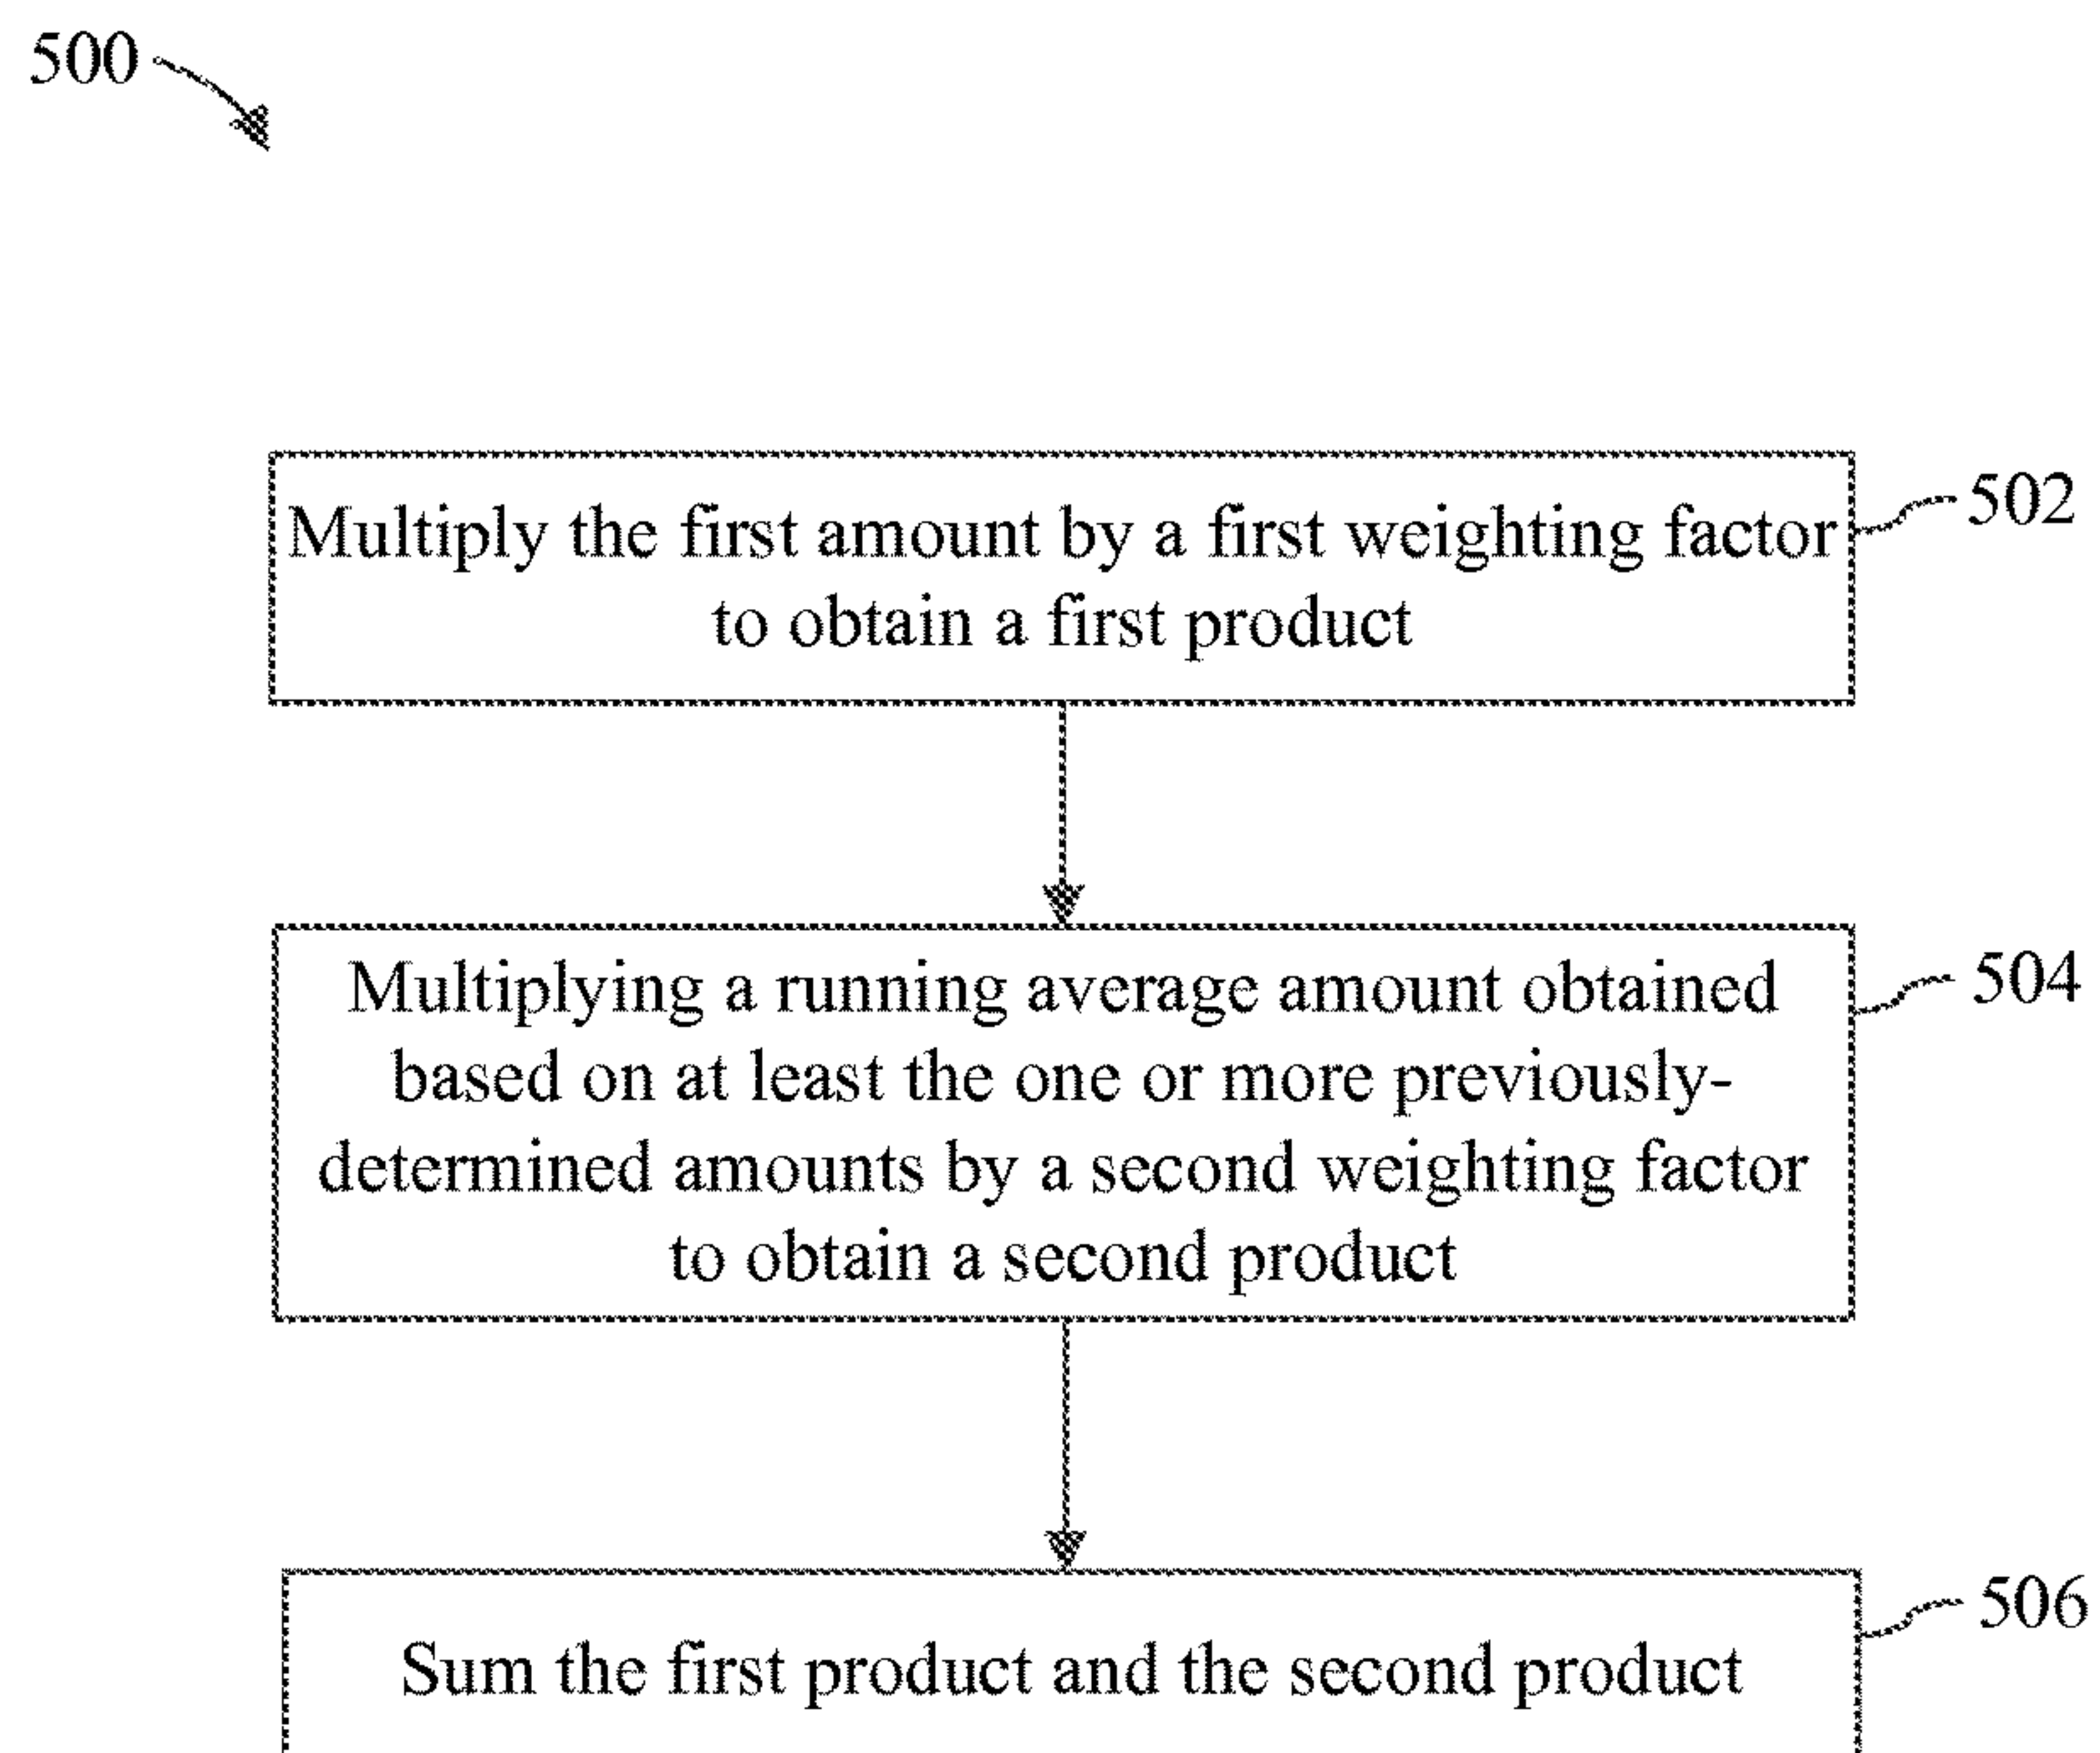 500
Multiply the first amount by a first weighting factor
to obtain a first product
502
Multiplying a running average amount obtained
based on at least the one or more previously-
determined amounts by a second weighting factor
to obtain a second product
504
Sum the first product and the second product
506